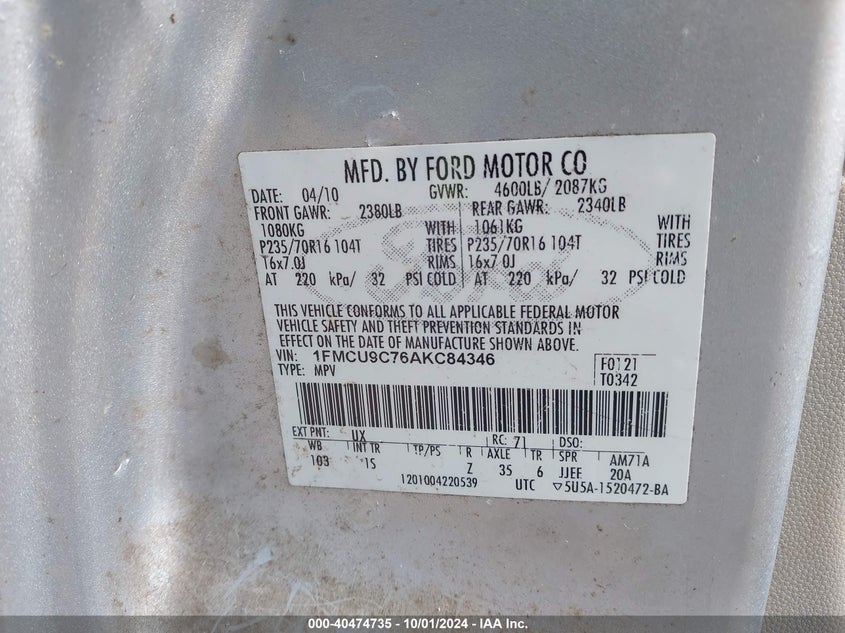 MFD. BY FORD MOTOR CO
DATE: 04/10 GVWR: 4600LB/ 2087KG
FRONT GAWR: 2380LB REAR GAWR: 2340LB
1080KG WITH 1061KG WITH
P235/70R16 104T TIRES P235/70R16 104T TIRES
16x7.0J RIMS 16x7.0J RIMS
AT 220 kPa/ 32 PSI COLD AT 220 kPa/ 32 PSI COLD
THIS VEHICLE CONFORMS TO ALL APPLICABLE FEDERAL MOTOR
VEHICLE SAFETY AND THEFT PREVENTION STANDARDS IN
EFFECT ON THE DATE OF MANUFACTURE SHOWN ABOVE.
VIN: 1FMCU9C76AKC84346
TYPE: MPV
F0121
T0342
EXT PNT: UX RC: 71 DSO:
WB INT TR TP/PS R AXLE TR SPR AM71A
103 1S Z 35 6 JJEE 20A
1201004220539 UTC ▽5U5A-1520472-BA
000-40474735 - 10/01/2024 - IAA Inc.